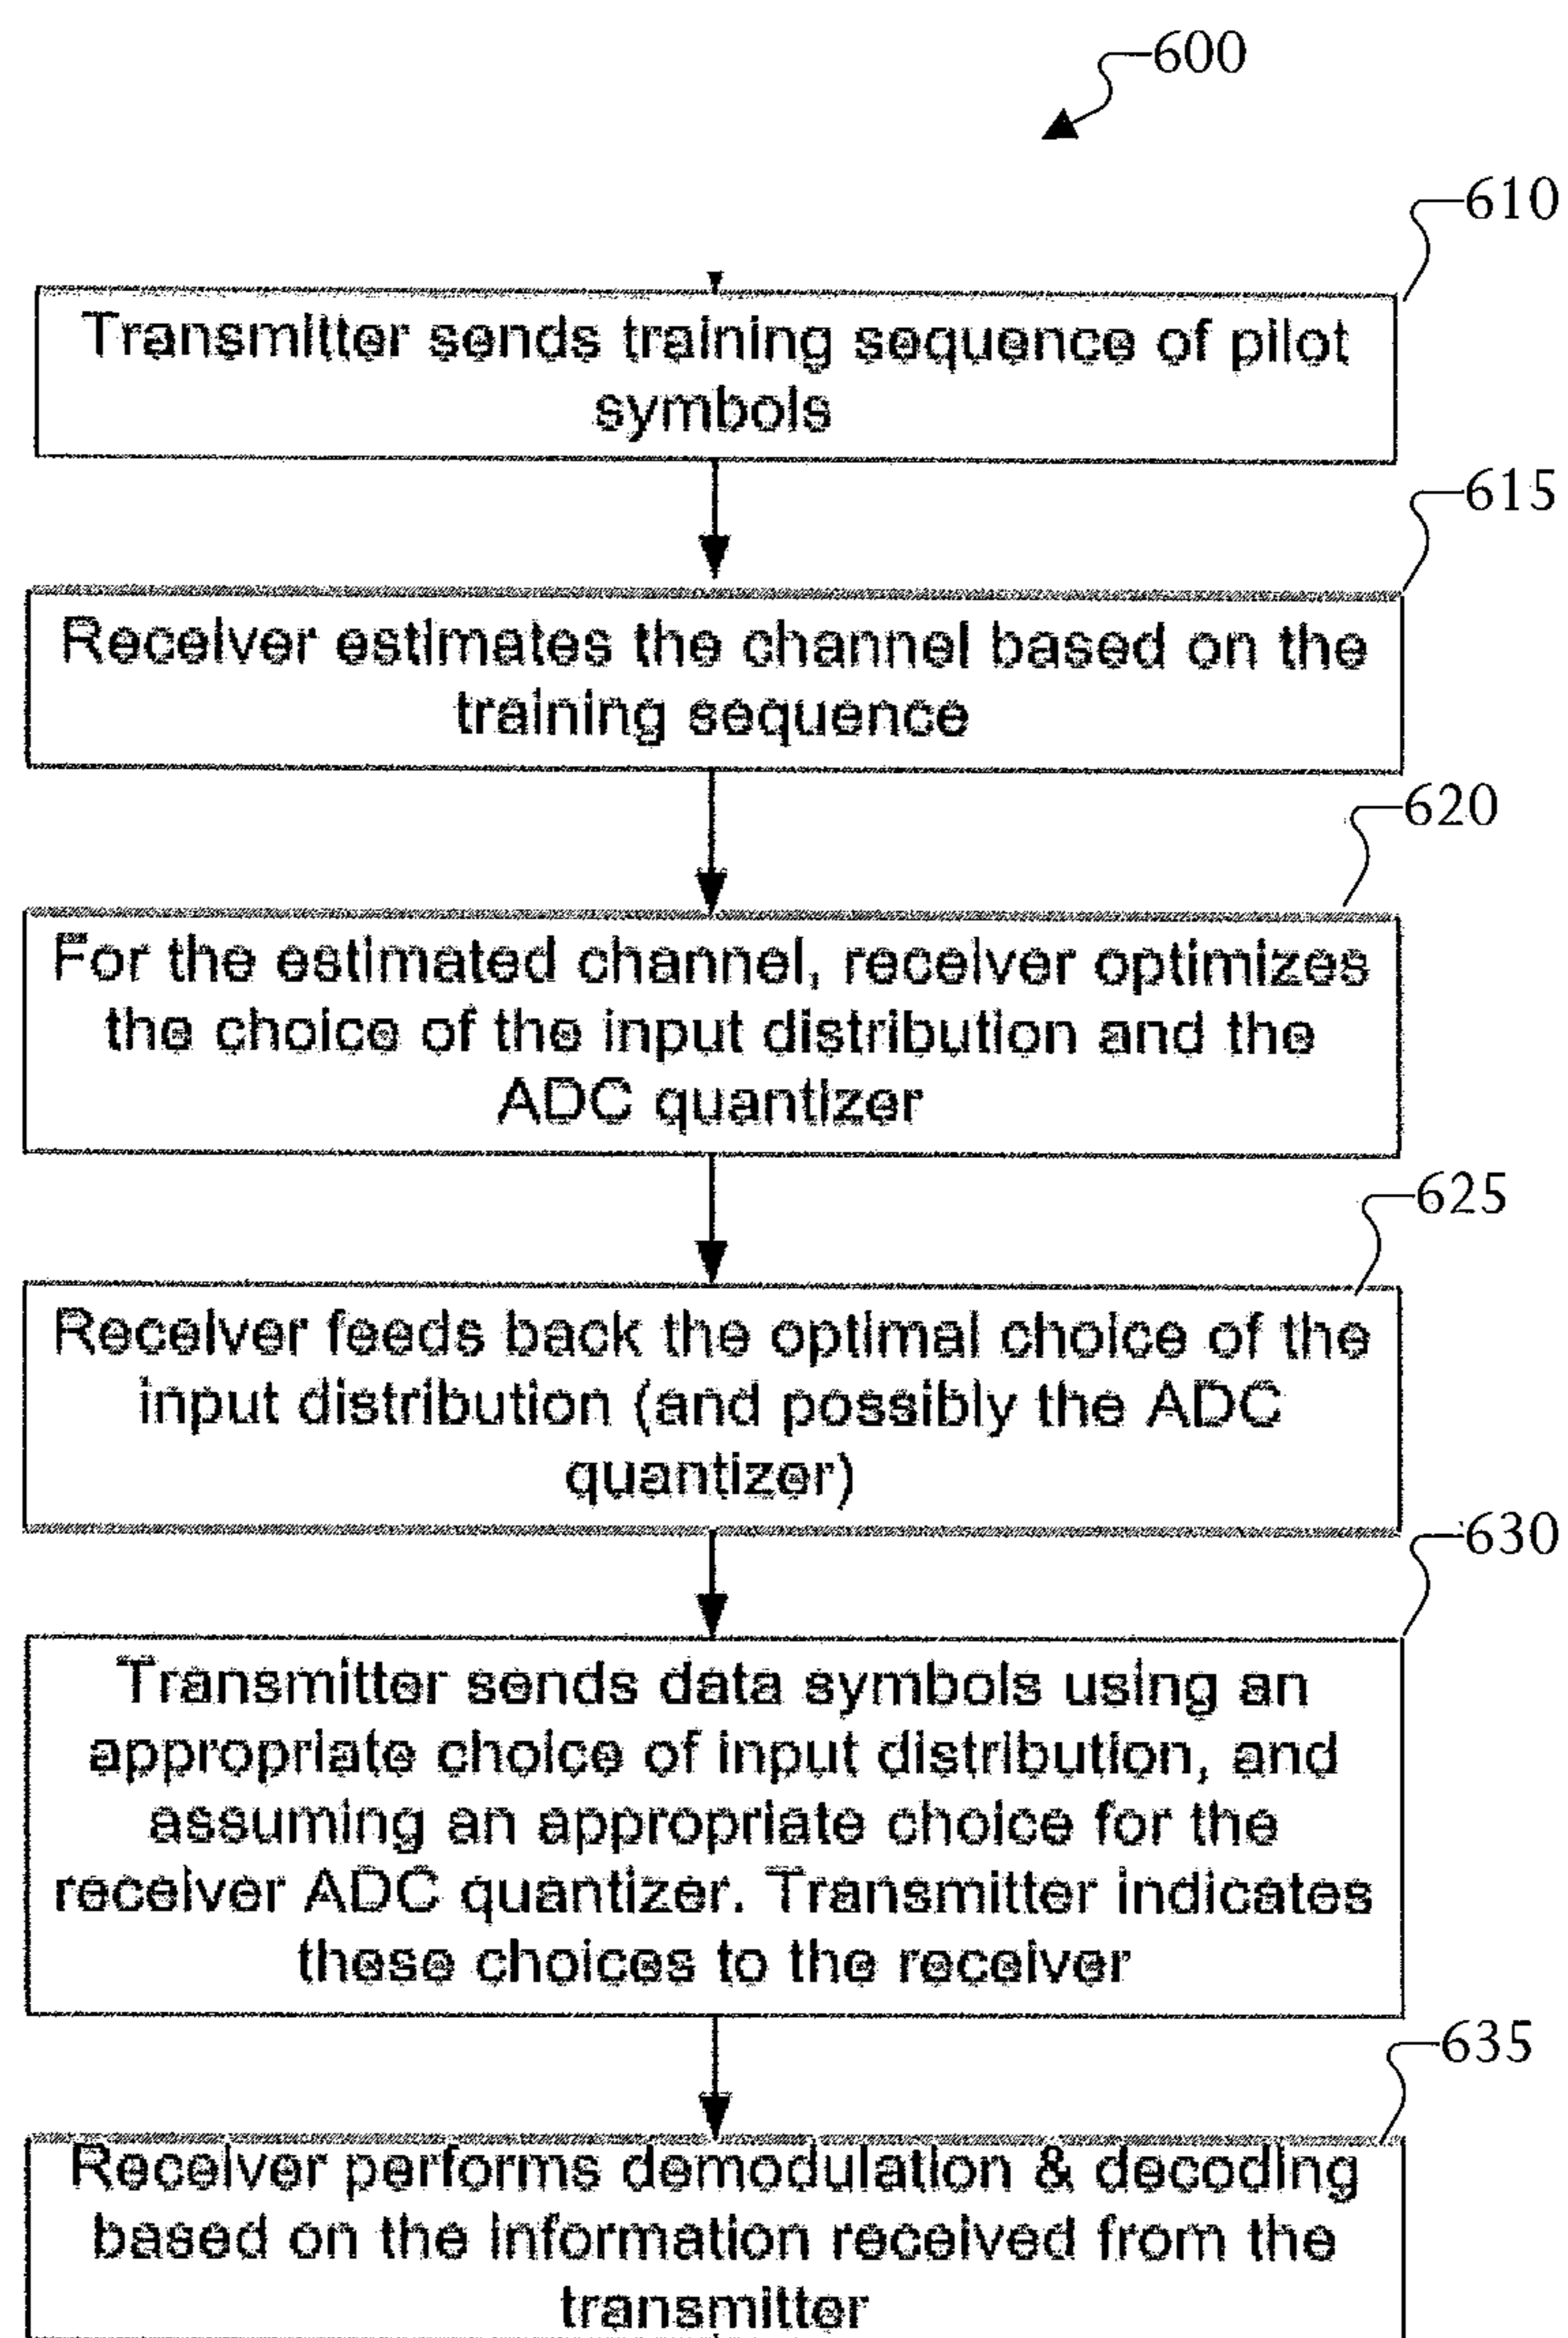 600
610
Transmitter sends training sequence of pilot
symbols
615
Receiver estimates the channel based on the
training sequence
620
For the estimated channel, receiver optimizes
the choice of the input distribution and the
ADC quantizer
625
Receiver feeds back the optimal choice of the
input distribution (and possibly the ADC
quantizer)
630
Transmitter sends data symbols using an
appropriate choice of input distribution, and
assuming an appropriate choice for the
receiver ADC quantizer. Transmitter indicates
these choices to the receiver
635
Receiver performs demodulation & decoding
based on the information received from the
transmitter